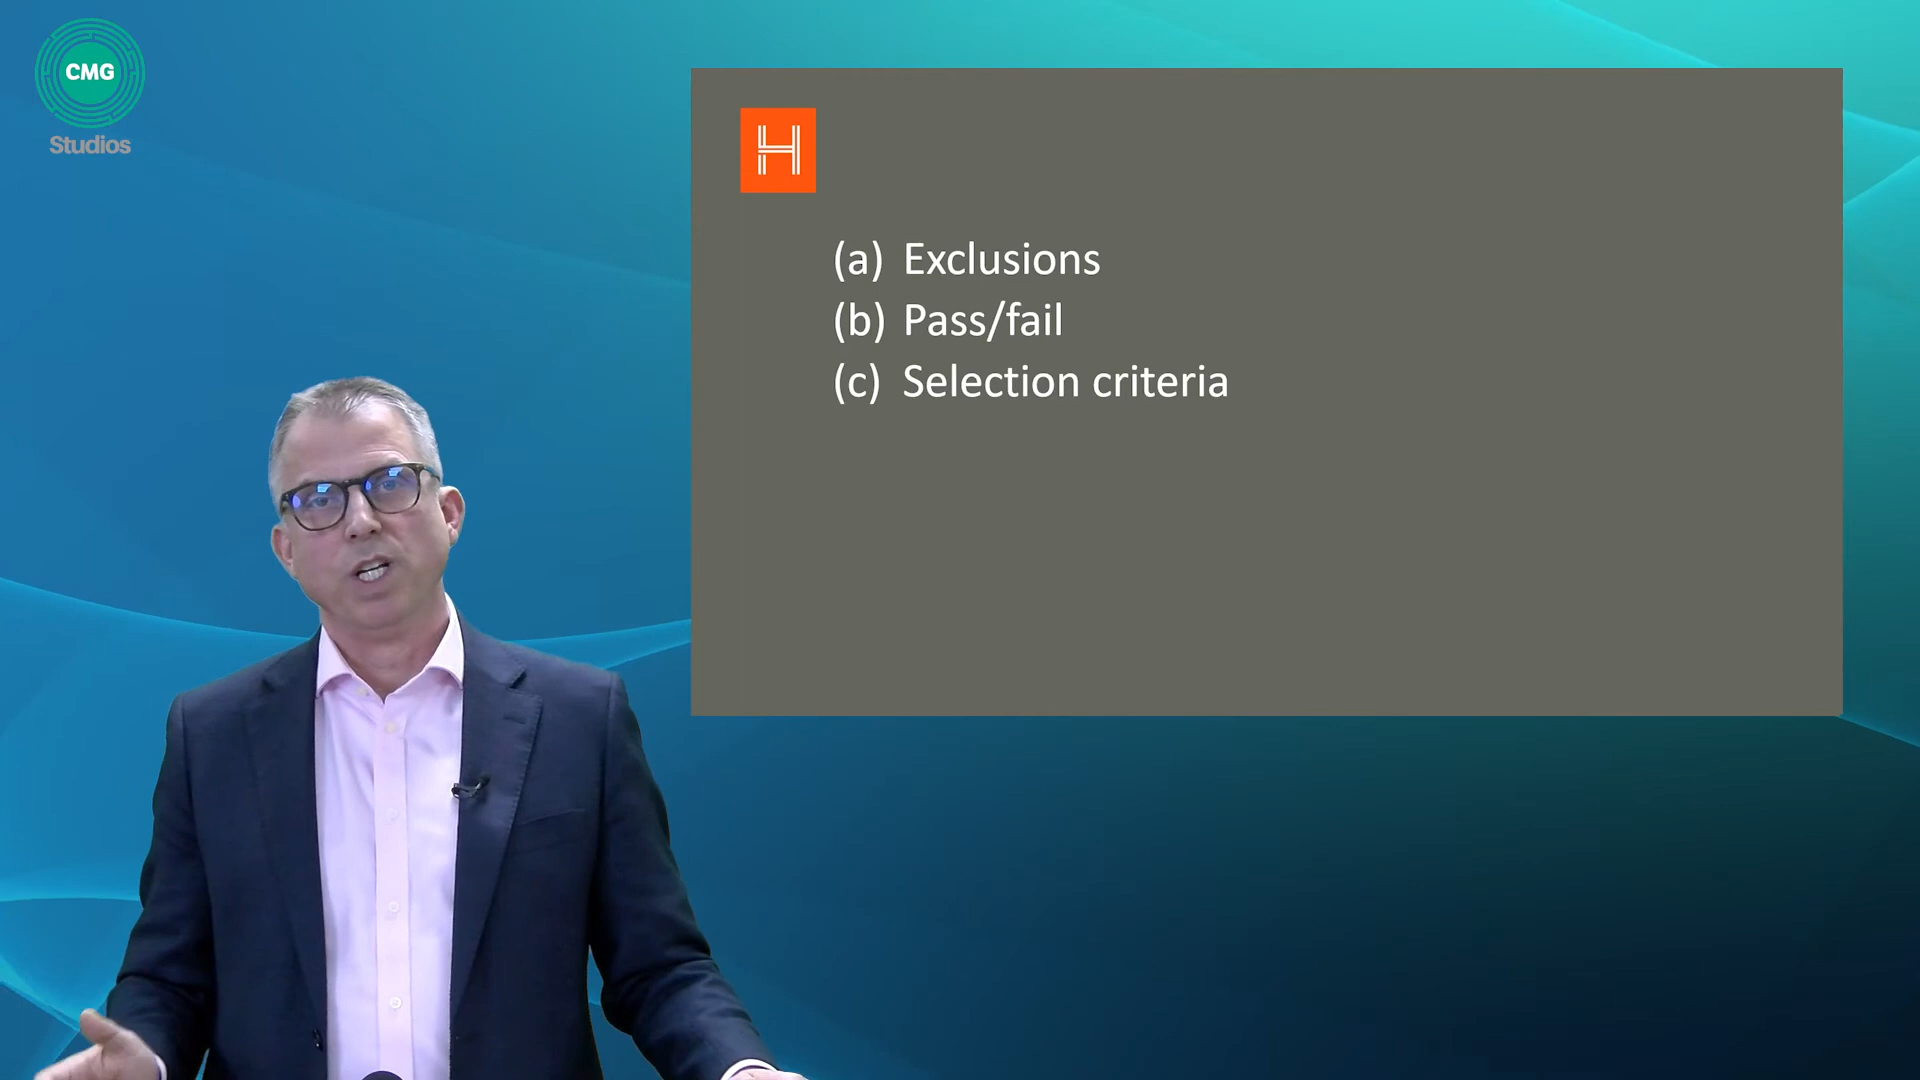 CMG
Studios
H
(a) Exclusions
(b) Pass/fail
(c) Selection criteria